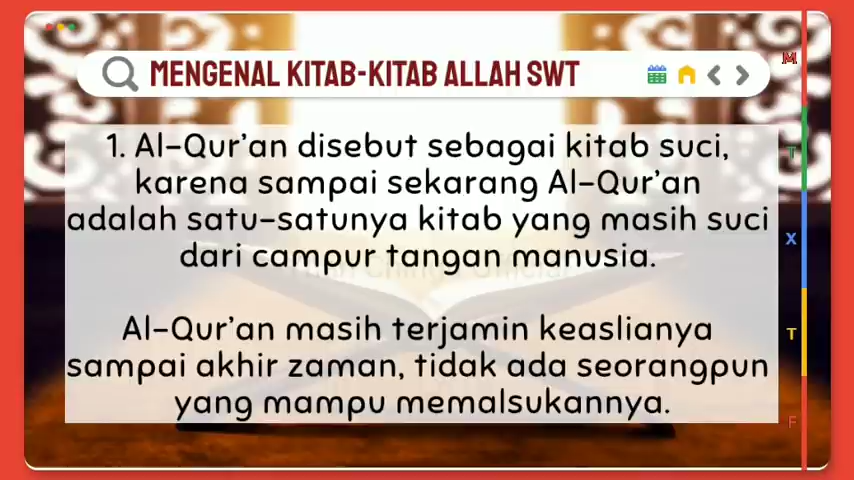 MENGENAL KITAB-KITAB ALLAH SWT
1. Al-Qur'an disebut sebagai kitab suci,
karena sampai sekarang Al-Qur'an
adalah satu-satunya kitab yang masih suci
dari campur tangan manusia.
Al-Qur'an masih terjamin keaslianya
sampai akhir zaman, tidak ada seorangpun
yang mampu memalsukannya.
M
T
X
T
F